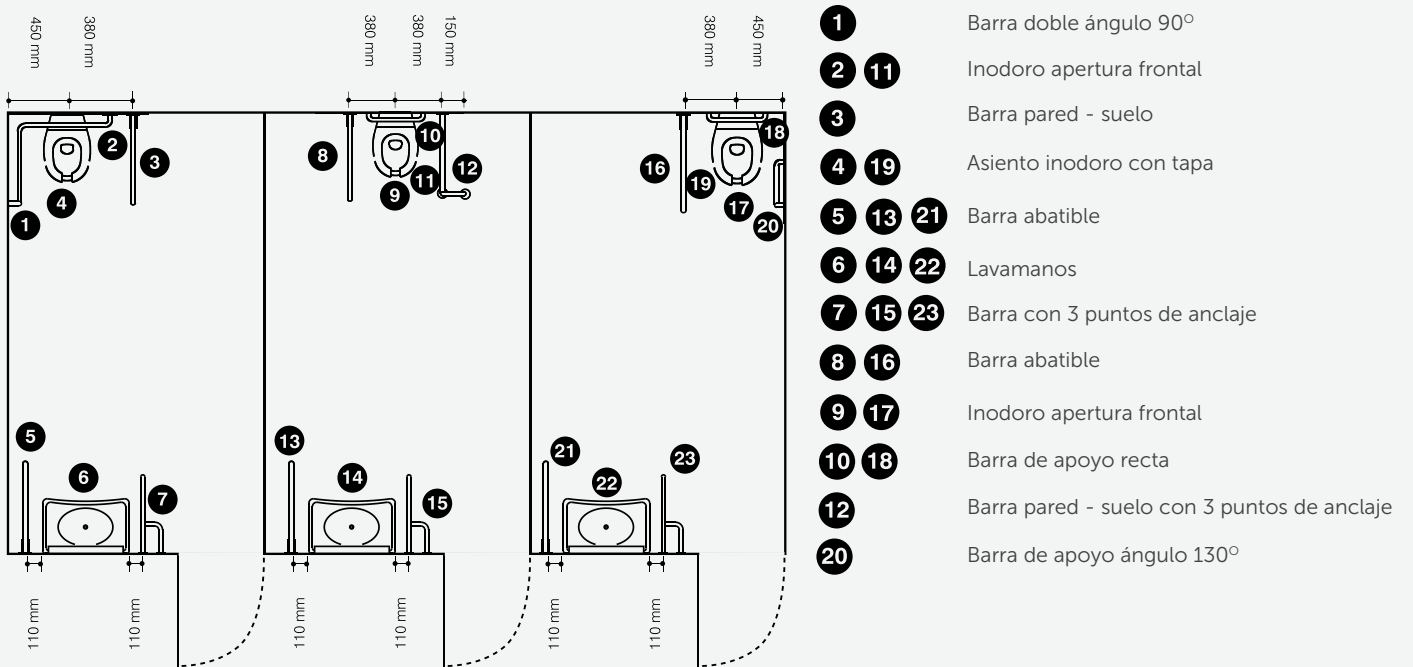 450 mm 380 mm 380 mm 380 mm 150 mm 380 mm 450 mm
2 3 8 10 11 12 9 16 18 19 17 20
4
1
5 6 7 13 14 15 21 22 23
110 mm 110 mm 110 mm 110 mm 110 mm 110 mm
1 Barra doble ángulo 90º
2 11 Inodoro apertura frontal
3 Barra pared - suelo
4 19 Asiento inodoro con tapa
5 13 21 Barra abatible
6 14 22 Lavamanos
7 15 23 Barra con 3 puntos de anclaje
8 16 Barra abatible
9 17 Inodoro apertura frontal
10 18 Barra de apoyo recta
12 Barra pared - suelo con 3 puntos de anclaje
20 Barra de apoyo ángulo 130º